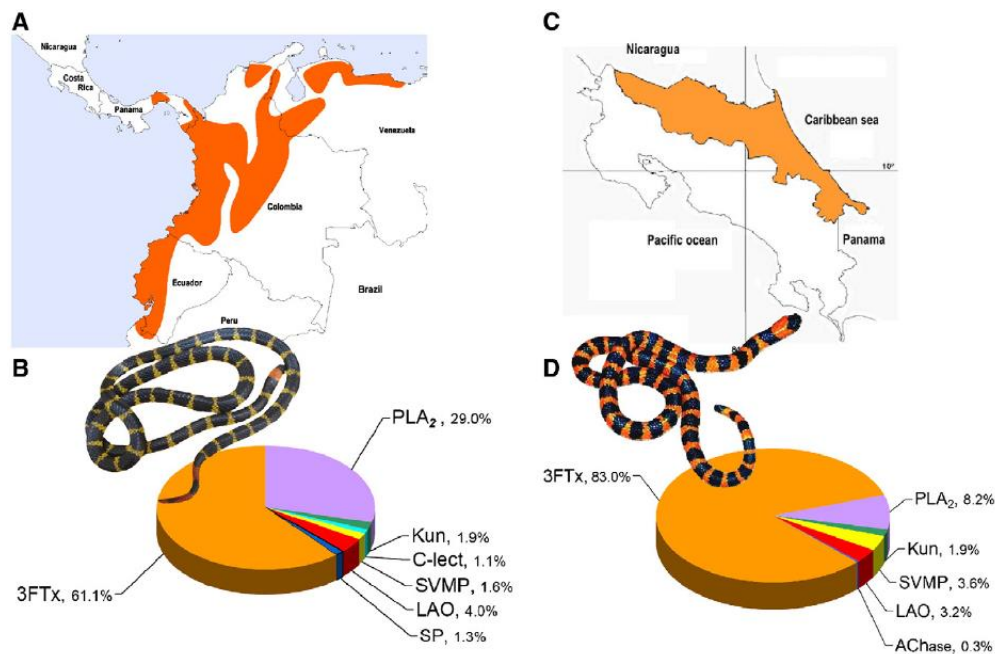 A
Nicaragua
Costa
Rica
Panama
Venezuela
Colombia
Ecuador
Brazil
Peru
C
Nicaragua
Caribbean sea
10º
Pacific ocean
Panama
B
PLA₂, 29.0%
Kun, 1.9%
C-lect, 1.1%
SVMP, 1.6%
LAO, 4.0%
SP, 1.3%
3FTx, 61.1%
D
3FTx, 83.0%
PLA₂, 8.2%
Kun, 1.9%
SVMP, 3.6%
LAO, 3.2%
AChase, 0.3%